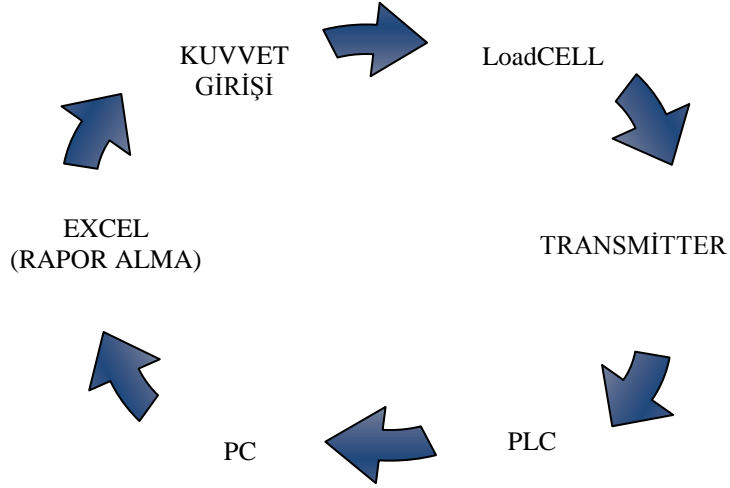 KUVVET
GİRİŞİ
LoadCELL
TRANSMİTTER
PLC
PC
EXCEL
(RAPOR ALMA)